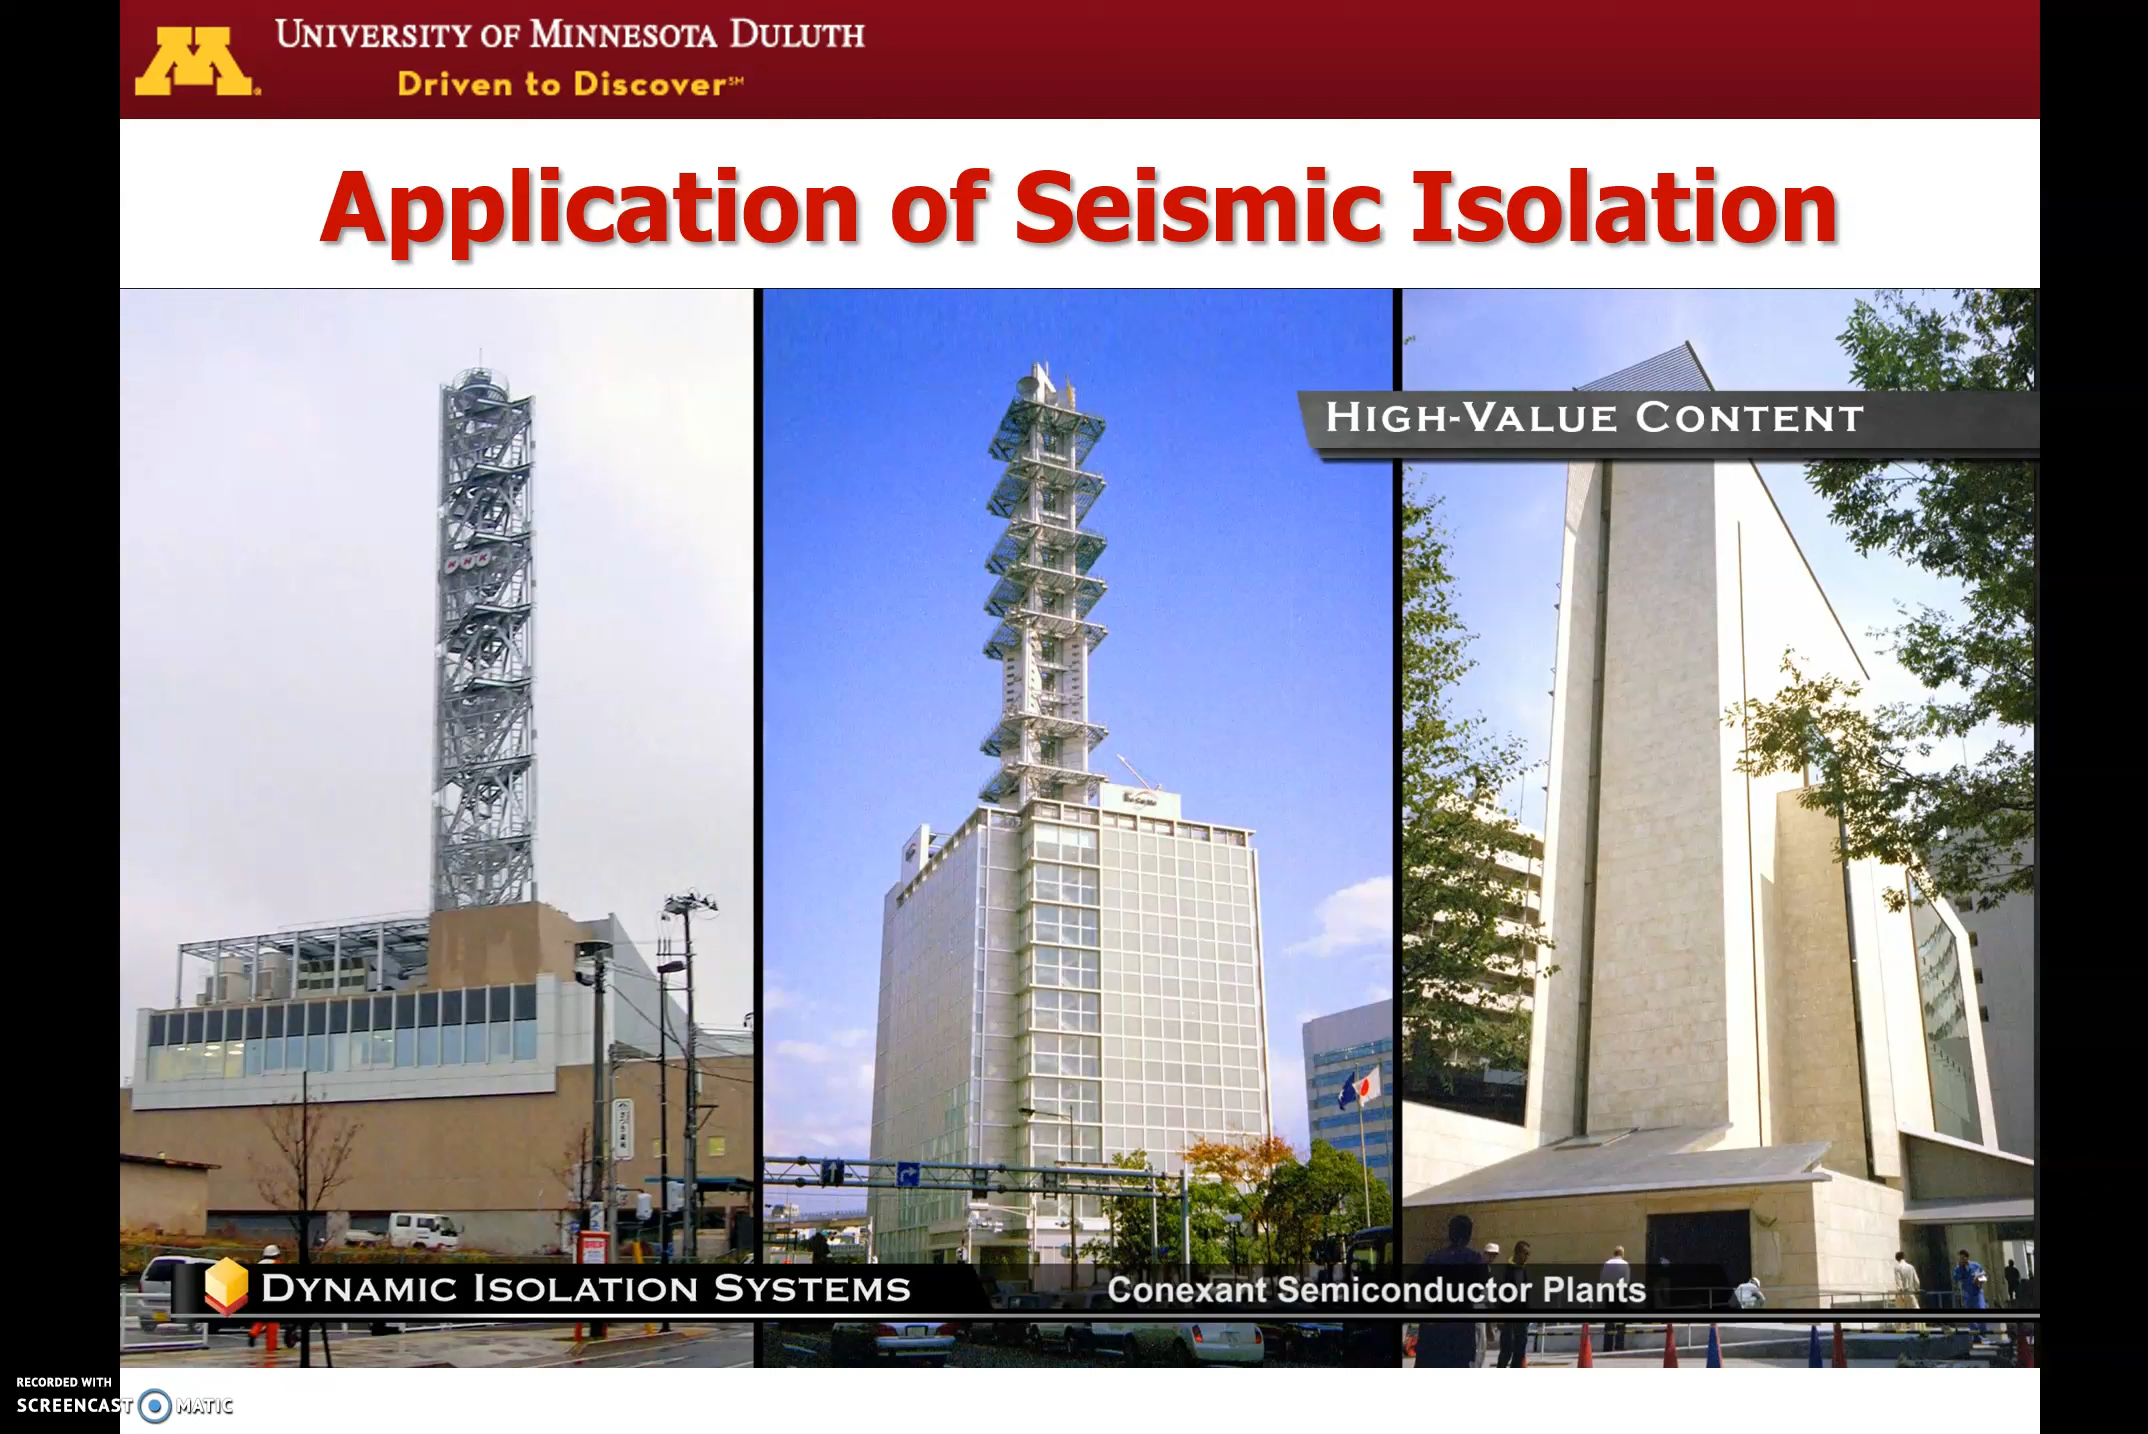 UNIVERSITY OF MINNESOTA DULUTH
Driven to Discover℠
Application of Seismic Isolation
HIGH-VALUE CONTENT
NHK
DYNAMIC ISOLATION SYSTEMS
Conexant Semiconductor Plants
RECORDED WITH
SCREENCAST MATIC